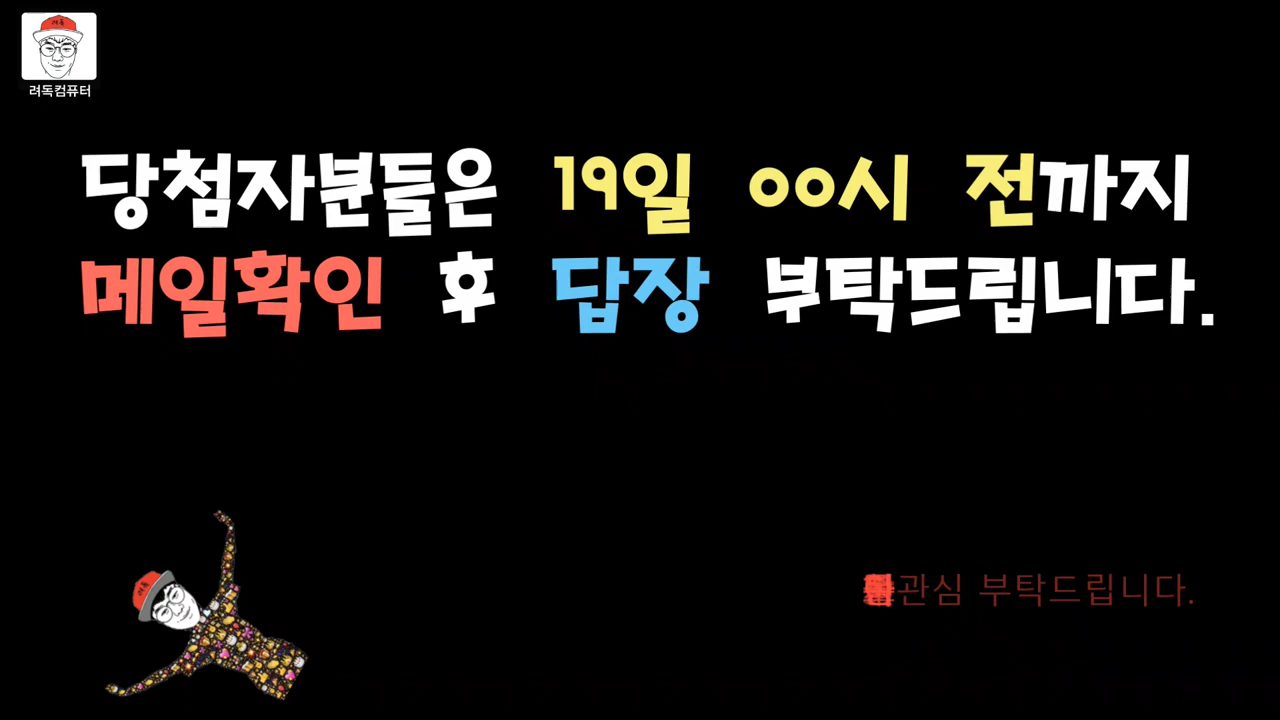 려독컴퓨터
당첨자분들은 19일 00시 전까지
메일확인 후 답장 부탁드립니다.
관심 부탁드립니다.